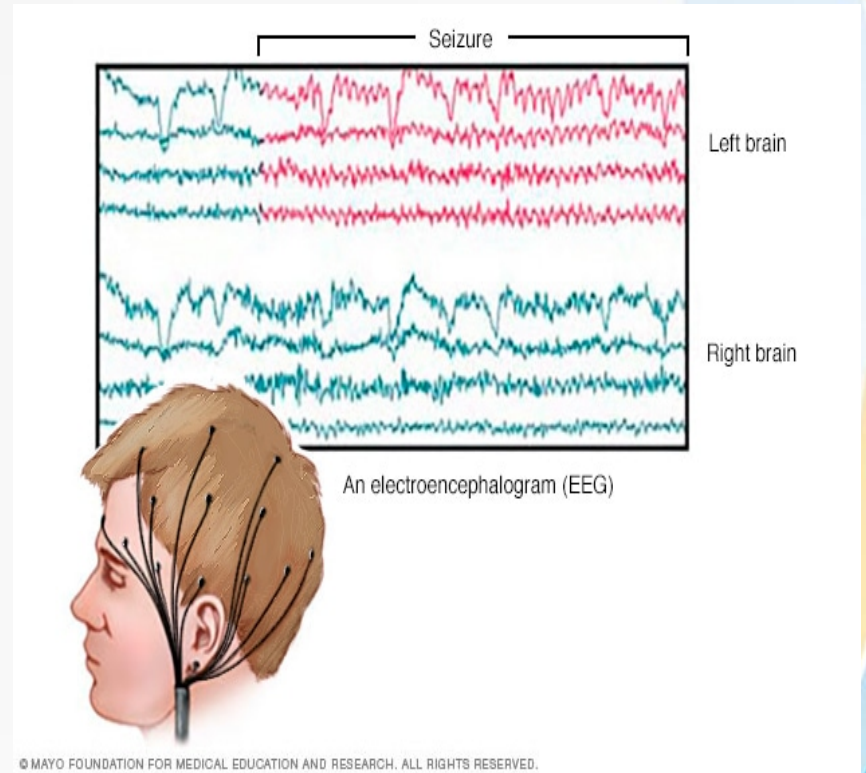 Seizure
Left brain
Right brain
An electroencephalogram (EEG)
© MAYO FOUNDATION FOR MEDICAL EDUCATION AND RESEARCH. ALL RIGHTS RESERVED.